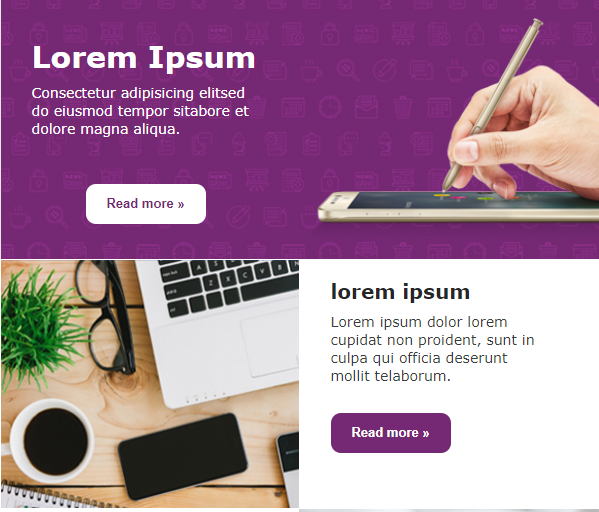 Lorem Ipsum
Consectetur adipisicing elitsed
do eiusmod tempor sitabore et
dolore magna aliqua.
Read more »
lorem ipsum
Lorem ipsum dolor lorem
cupidat non proident, sunt in
culpa qui officia deserunt
mollit telaborum.
Read more »